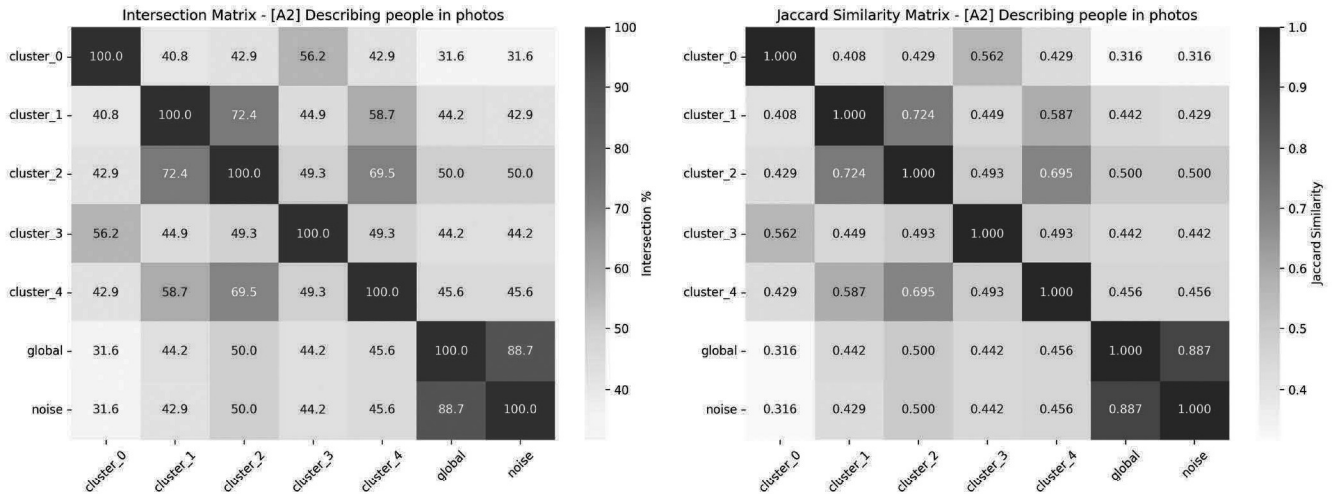 Intersection Matrix - [A2] Describing people in photos
cluster_0 100.0 40.8 42.9 56.2 42.9 31.6 31.6
cluster_1 40.8 100.0 72.4 44.9 58.7 44.2 42.9
cluster_2 42.9 72.4 100.0 49.3 69.5 50.0 50.0
cluster_3 56.2 44.9 49.3 100.0 49.3 44.2 44.2
cluster_4 42.9 58.7 69.5 49.3 100.0 45.6 45.6
global 31.6 44.2 50.0 44.2 45.6 100.0 88.7
noise 31.6 42.9 50.0 44.2 45.6 88.7 100.0
cluster_0 cluster_1 cluster_2 cluster_3 cluster_4 global noise
100
90
80
70
60
50
40
Intersection %
Jaccard Similarity Matrix - [A2] Describing people in photos
cluster_0 1.000 0.408 0.429 0.562 0.429 0.316 0.316
cluster_1 0.408 1.000 0.724 0.449 0.587 0.442 0.429
cluster_2 0.429 0.724 1.000 0.493 0.695 0.500 0.500
cluster_3 0.562 0.449 0.493 1.000 0.493 0.442 0.442
cluster_4 0.429 0.587 0.695 0.493 1.000 0.456 0.456
global 0.316 0.442 0.500 0.442 0.456 1.000 0.887
noise 0.316 0.429 0.500 0.442 0.456 0.887 1.000
cluster_0 cluster_1 cluster_2 cluster_3 cluster_4 global noise
1.0
0.9
0.8
0.7
0.6
0.5
0.4
Jaccard Similarity